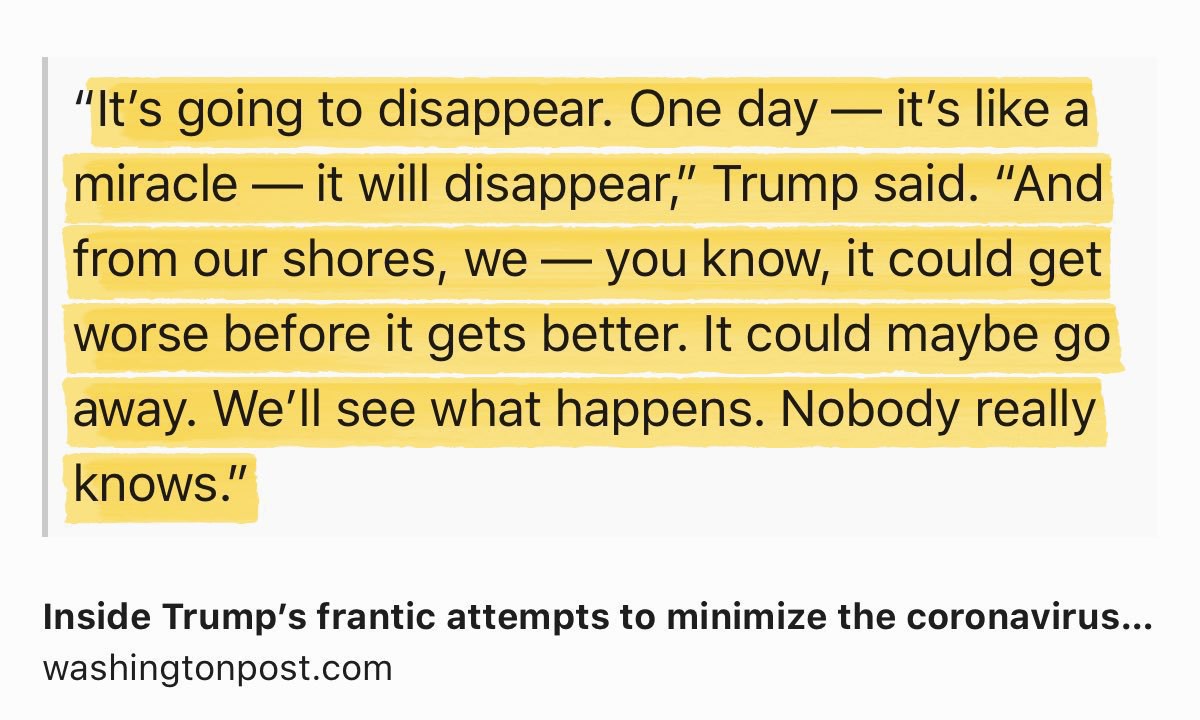 “It’s going to disappear. One day — it’s like a
miracle — it will disappear,” Trump said. “And
from our shores, we — you know, it could get
worse before it gets better. It could maybe go
away. We’ll see what happens. Nobody really
knows.”
Inside Trump’s frantic attempts to minimize the coronavirus...
washingtonpost.com